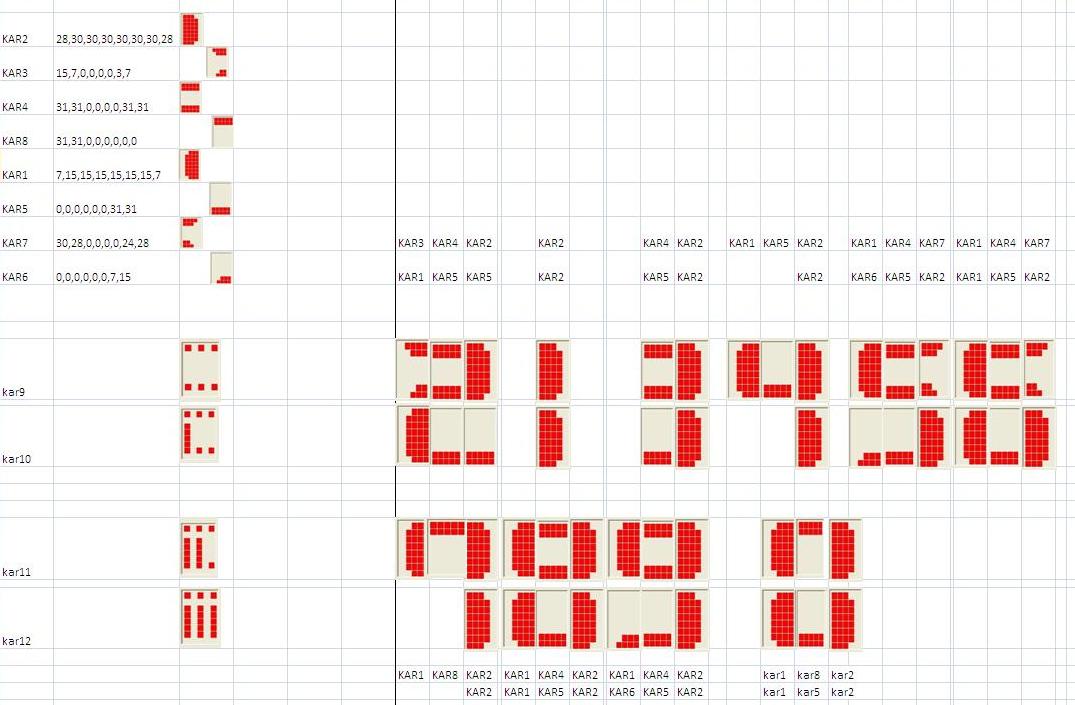 KAR2 28,30,30,30,30,30,30,28
KAR3 15,7,0,0,0,0,3,7
KAR4 31,31,0,0,0,0,31,31
KAR8 31,31,0,0,0,0,0,0
KAR1 7,15,15,15,15,15,15,7
KAR5 0,0,0,0,0,0,31,31
KAR7 30,28,0,0,0,0,24,28 KAR3 KAR4 KAR2 KAR2 KAR4 KAR2 KAR1 KAR5 KAR2 KAR1 KAR4 KAR7 KAR1 KAR4 KAR7
KAR6 0,0,0,0,0,0,7,15 KAR1 KAR5 KAR5 KAR2 KAR5 KAR2 KAR2 KAR6 KAR5 KAR2 KAR1 KAR5 KAR2
kar9
kar10
kar11
kar12
KAR1 KAR8 KAR2 KAR1 KAR4 KAR2 KAR1 KAR4 KAR2 kar1 kar8 kar2
KAR2 KAR1 KAR5 KAR2 KAR6 KAR5 KAR2 kar1 kar5 kar2